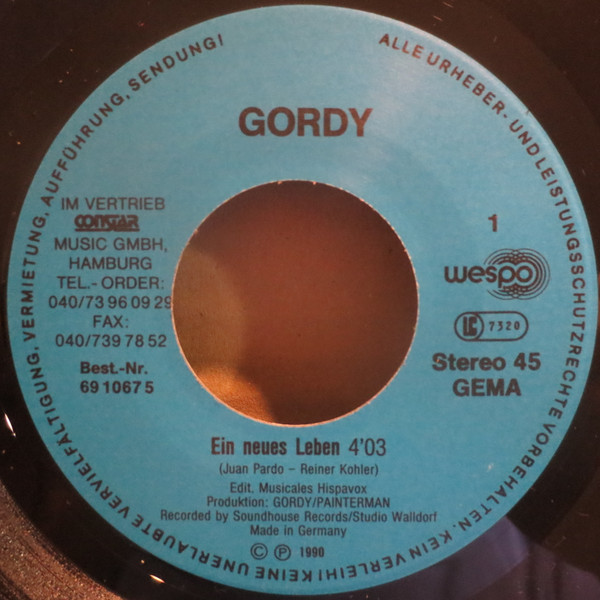 ALLE URHEBER- UND LEISTUNGSSCHUTZRECHTE VORBEHALTEN. KEIN VERLEIH! KEINE UNERLAUBTE VERVIELFÄLTIGUNG, VERMIETUNG, AUFFÜHRUNG, SENDUNG!
GORDY
IM VERTRIEB
CONSTAR
MUSIC GMBH,
HAMBURG
TEL.- ORDER:
040/73 96 09 29
FAX:
040/739 78 52
Best.-Nr.
69 1067 5
1
wespo
LC 7320
Stereo 45
GEMA
Ein neues Leben 4'03
(Juan Pardo – Reiner Kohler)
Edit. Musicales Hispavox
Produktion: GORDY/PAINTERMAN
Recorded by Soundhouse Records/Studio Walldorf
Made in Germany
© ℗ 1990